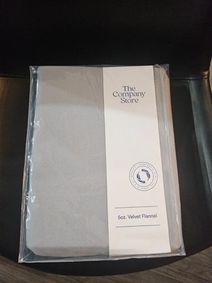 The
Company
Store
5oz. Velvet Flannel